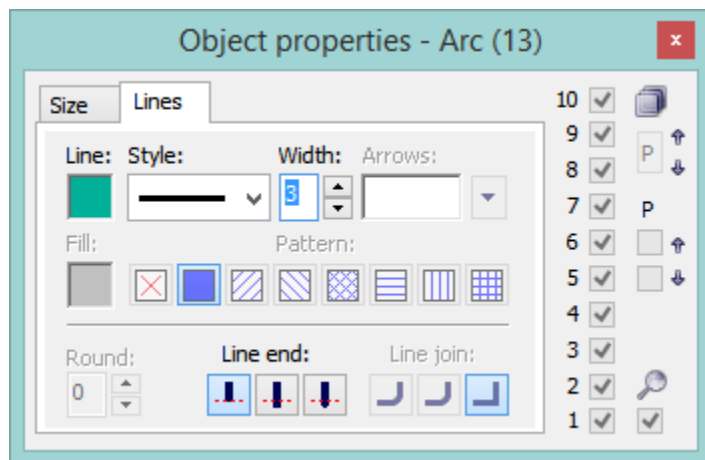 Object properties - Arc (13)
x
Size Lines
Line: Style: Width: Arrows:
3
Fill: Pattern:
Round: Line end: Line join:
0
10
9
P
8
7 P
6
5
4
3
2
1